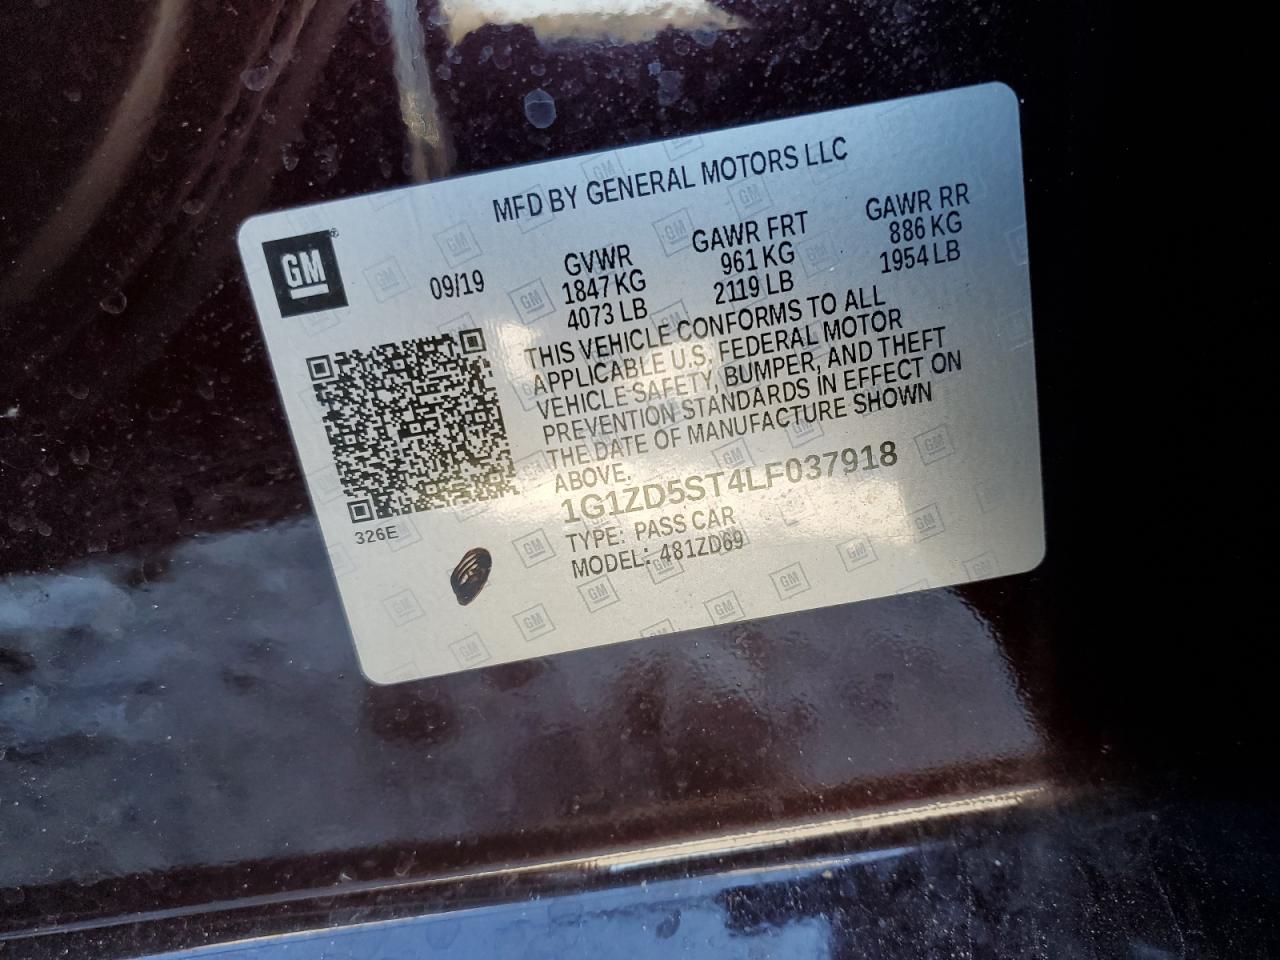 MFD BY GENERAL MOTORS LLC
GM®
09/19
GVWR
1847 KG
4073 LB
GAWR FRT
961 KG
2119 LB
GAWR RR
886 KG
1954 LB
THIS VEHICLE CONFORMS TO ALL
APPLICABLE U.S. FEDERAL MOTOR
VEHICLE SAFETY, BUMPER, AND THEFT
PREVENTION STANDARDS IN EFFECT ON
THE DATE OF MANUFACTURE SHOWN
ABOVE.
1G1ZD5ST4LF037918
TYPE: PASS CAR
MODEL: 481ZD69
326E